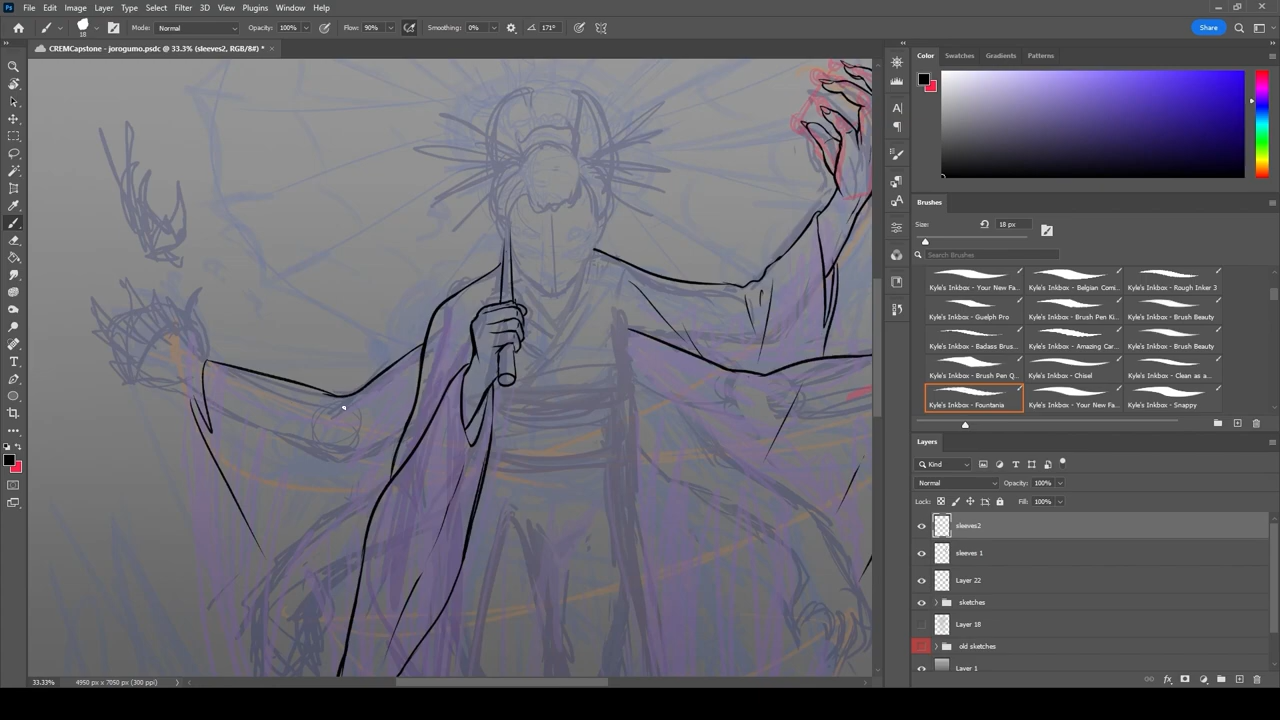 Ps File Edit Image Layer Type Select Filter 3D View Plugins Window Help
18 Mode: Normal Opacity: 100% Flow: 90% Smoothing: 0% 171° Share
CREMCapstone - jorogumo.psdc @ 33.3% (sleeves2, RGB/8#) *
Color Swatches Gradients Patterns
Brushes
Size: 18 px
Search Brushes
Kyle's Inkbox - Your New Fa... Kyle's Inkbox - Belgian Comi... Kyle's Inkbox - Rough Inker 3
Kyle's Inkbox - Guelph Pro Kyle's Inkbox - Brush Pen Ki... Kyle's Inkbox - Brush Beauty
Kyle's Inkbox - Badass Brus... Kyle's Inkbox - Amazing Car... Kyle's Inkbox - Brush Beauty
Kyle's Inkbox - Brush Pen Q... Kyle's Inkbox - Chisel Kyle's Inkbox - Clean as a...
Kyle's Inkbox - Fountania Kyle's Inkbox - Your New Fa... Kyle's Inkbox - Snappy
Layers
Kind
Normal Opacity: 100%
Lock: Fill: 100%
sleeves2
sleeves 1
Layer 22
sketches
Layer 18
old sketches
Layer 1
33.33% 4950 px x 7050 px (300 ppi)